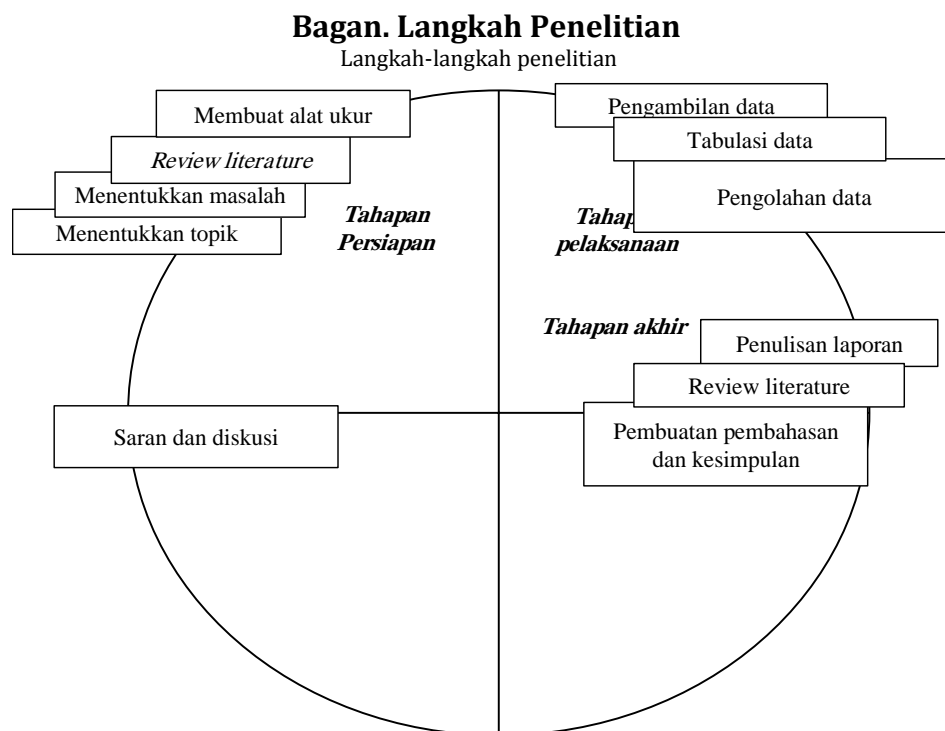 Bagan. Langkah Penelitian
Langkah-langkah penelitian
Membuat alat ukur
Review literature
Menentukkan masalah
Menentukkan topik
Tahapan
Persiapan
Pengambilan data
Tabulasi data
Pengolahan data
pelaksanaan
Tahapan akhir
Penulisan laporan
Review literature
Pembuatan pembahasan
dan kesimpulan
Saran dan diskusi